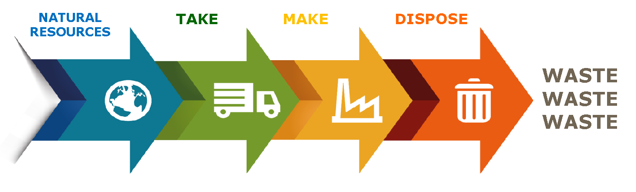 NATURAL
RESOURCES
TAKE
MAKE
DISPOSE
WASTE
WASTE
WASTE